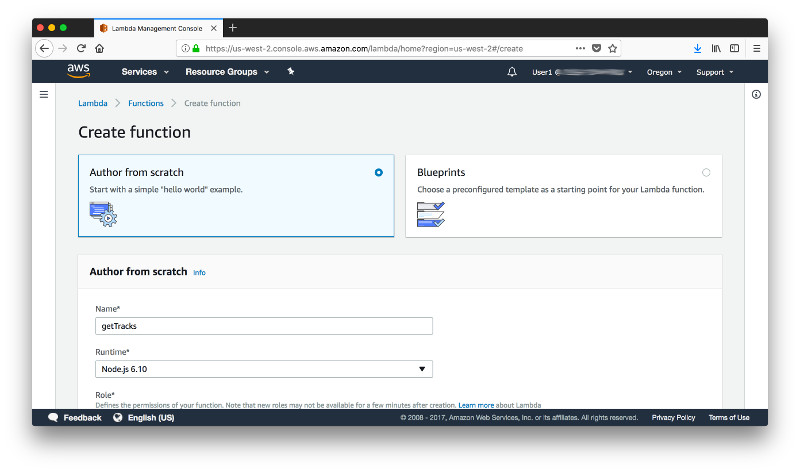 Lambda Management Console
https://us-west-2.console.aws.amazon.com/lambda/home?region=us-west-2#/create
aws Services Resource Groups User1 @ Oregon Support
Lambda > Functions > Create function
Create function
Author from scratch
Start with a simple "hello world" example.
Blueprints
Choose a preconfigured template as a starting point for your Lambda function.
Author from scratch Info
Name*
getTracks
Runtime*
Node.js 6.10
Role*
Defines the permissions of your function. Note that new roles may not be available for a few minutes after creation. Learn more about Lambda
Feedback English (US) © 2008 - 2017, Amazon Web Services, Inc. or its affiliates. All rights reserved. Privacy Policy Terms of Use